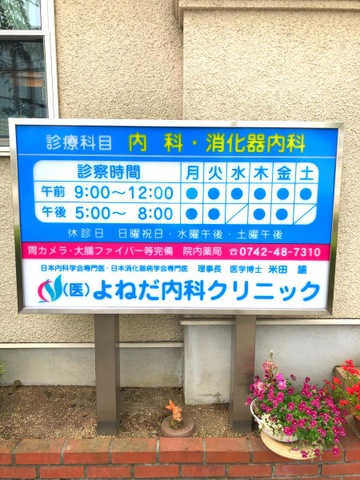 診療科目 内科・消化器内科
診察時間 月 火 水 木 金 土
午前 9:00〜12:00 ● ● ● ● ● ●
午後 5:00〜 8:00 ● ● ／ ● ● ／
休診日 日曜祝日・水曜午後・土曜午後
胃カメラ・大腸ファイバー等完備 院内薬局 ☎0742-48-7310
日本内科学会専門医・日本消化器病学会専門医 理事長 医学博士 米田 諭
(医)よねだ内科クリニック